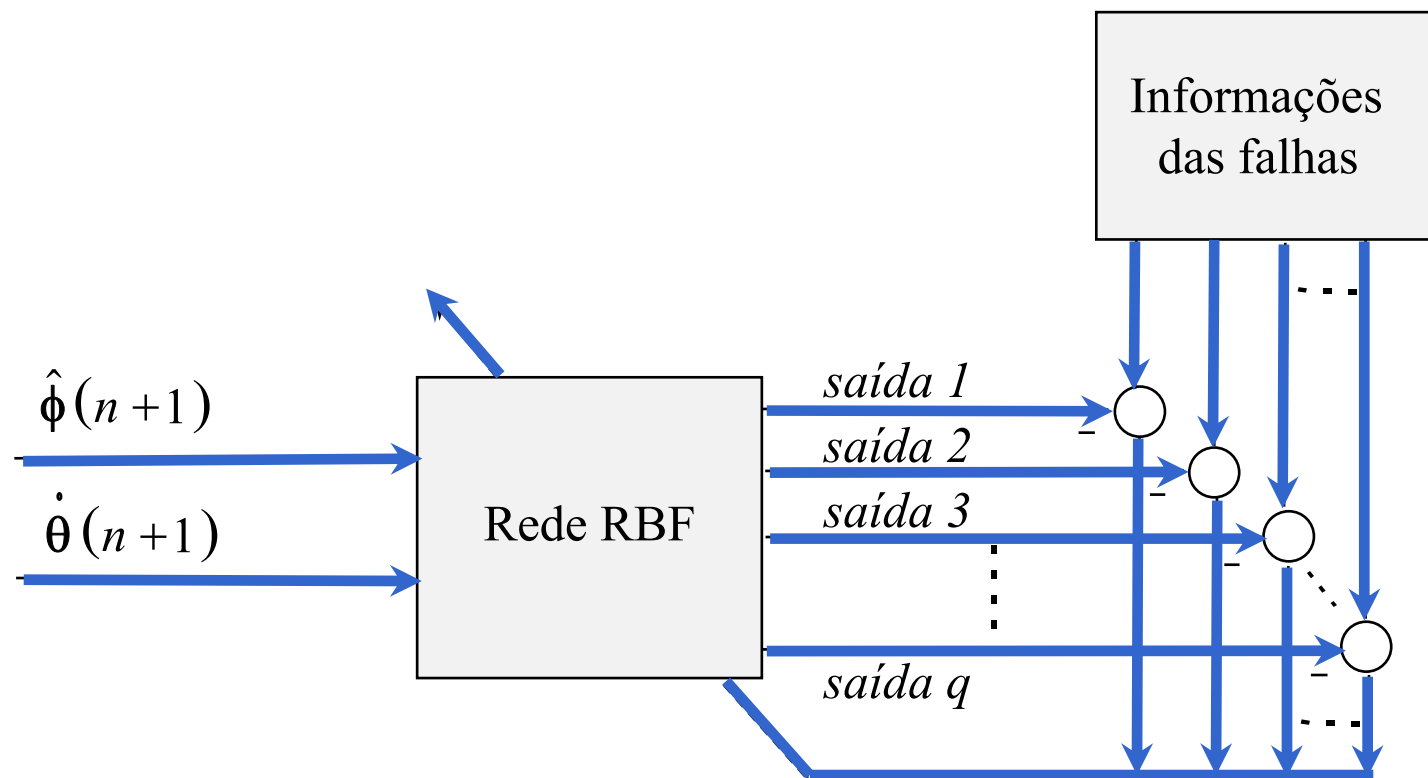 Informações
das falhas
saída 1
ϕ̂(n +1)
saída 2
saída 3
θ̇(n +1)
Rede RBF
saída q